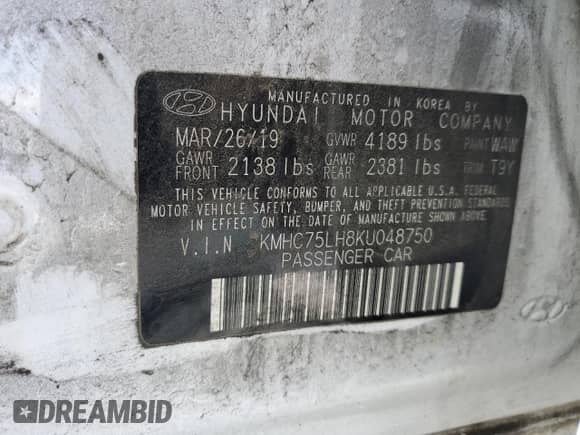 MANUFACTURED IN KOREA BY
HYUNDAI MOTOR COMPANY
MAR/26/19 GVWR 4189 lbs PAINT WAW
GAWR FRONT 2138 lbs GAWR REAR 2381 lbs TRIM T9Y
THIS VEHICLE CONFORMS TO ALL APPLICABLE U.S.A. FEDERAL
MOTOR VEHICLE SAFETY, BUMPER, AND THEFT PREVENTION STANDARDS
IN EFFECT ON THE DATE OF MANUFACTURE SHOWN ABOVE.
V.I.N KMHC75LH8KU048750
PASSENGER CAR
DREAMBID